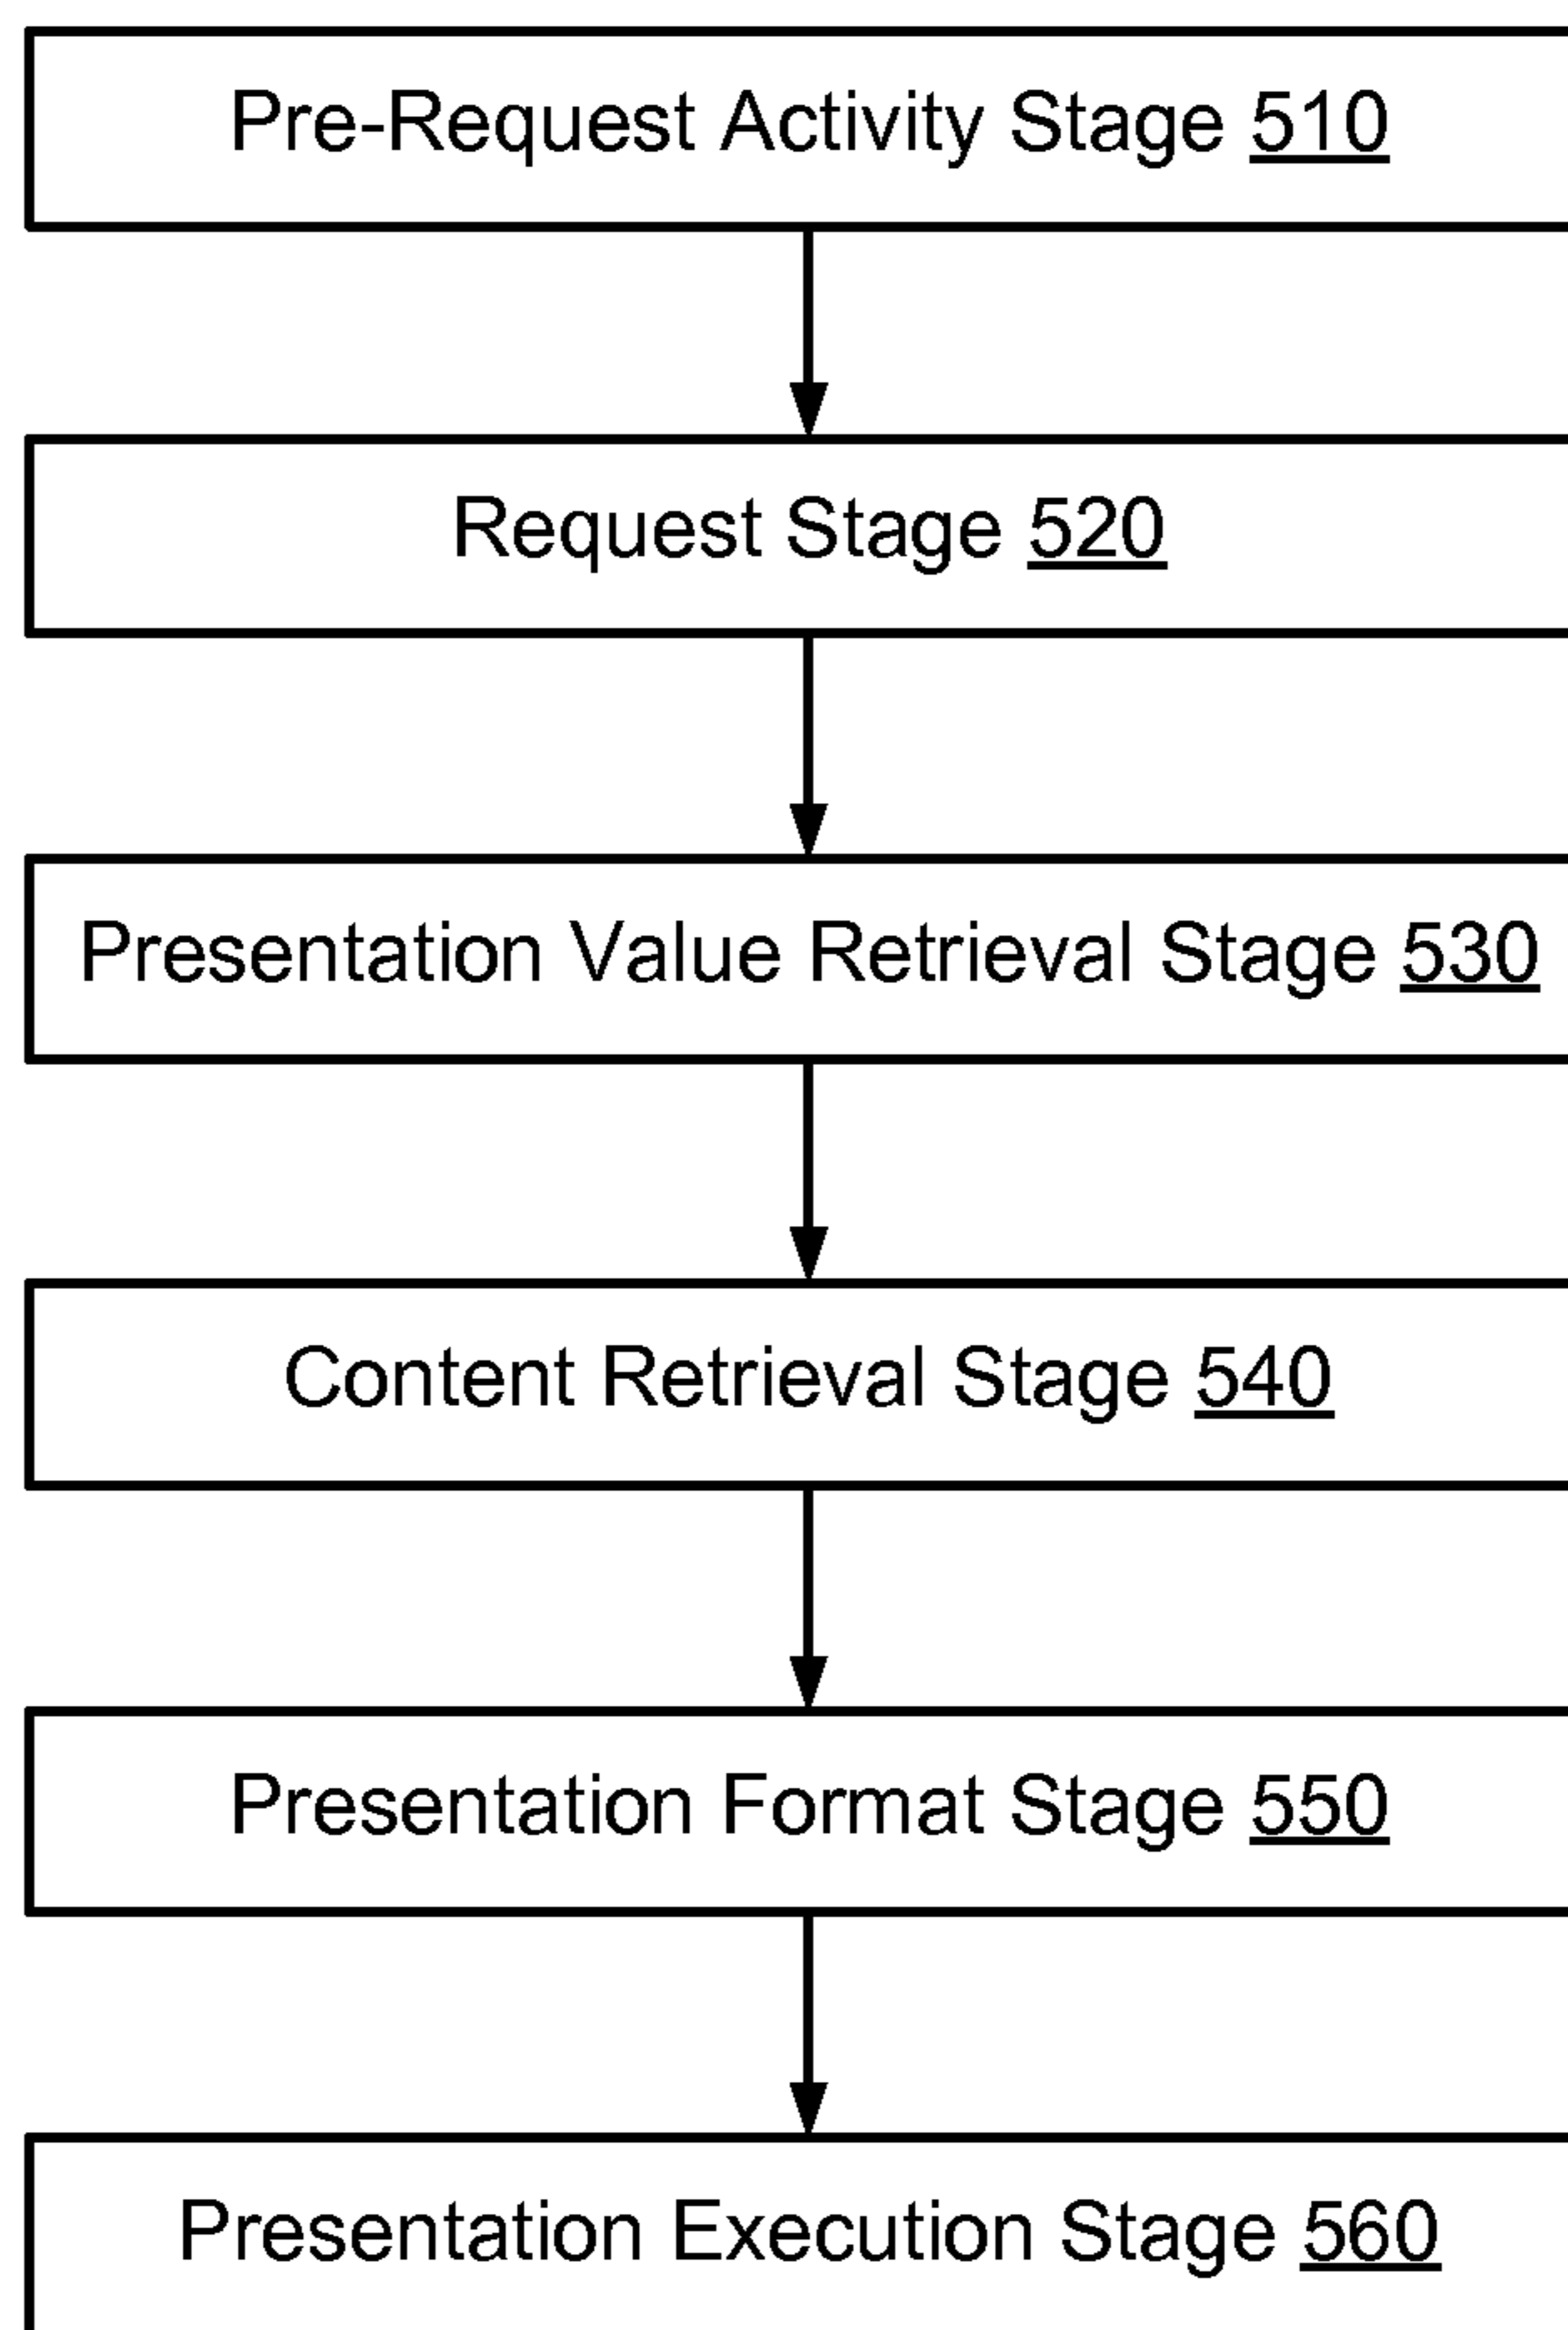 Pre-Request Activity Stage 510
Request Stage 520
Presentation Value Retrieval Stage 530
Content Retrieval Stage 540
Presentation Format Stage 550
Presentation Execution Stage 560